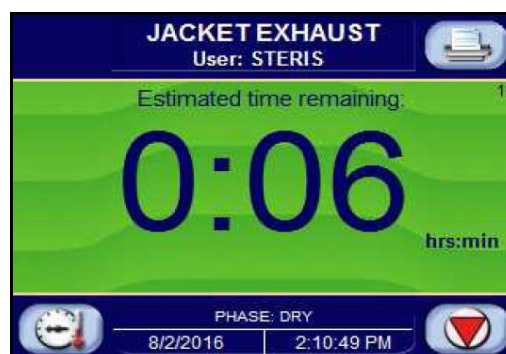 JACKET EXHAUST
User: STERIS
Estimated time remaining:
1
0:06
hrs:min
PHASE: DRY
8/2/2016
2:10:49 PM